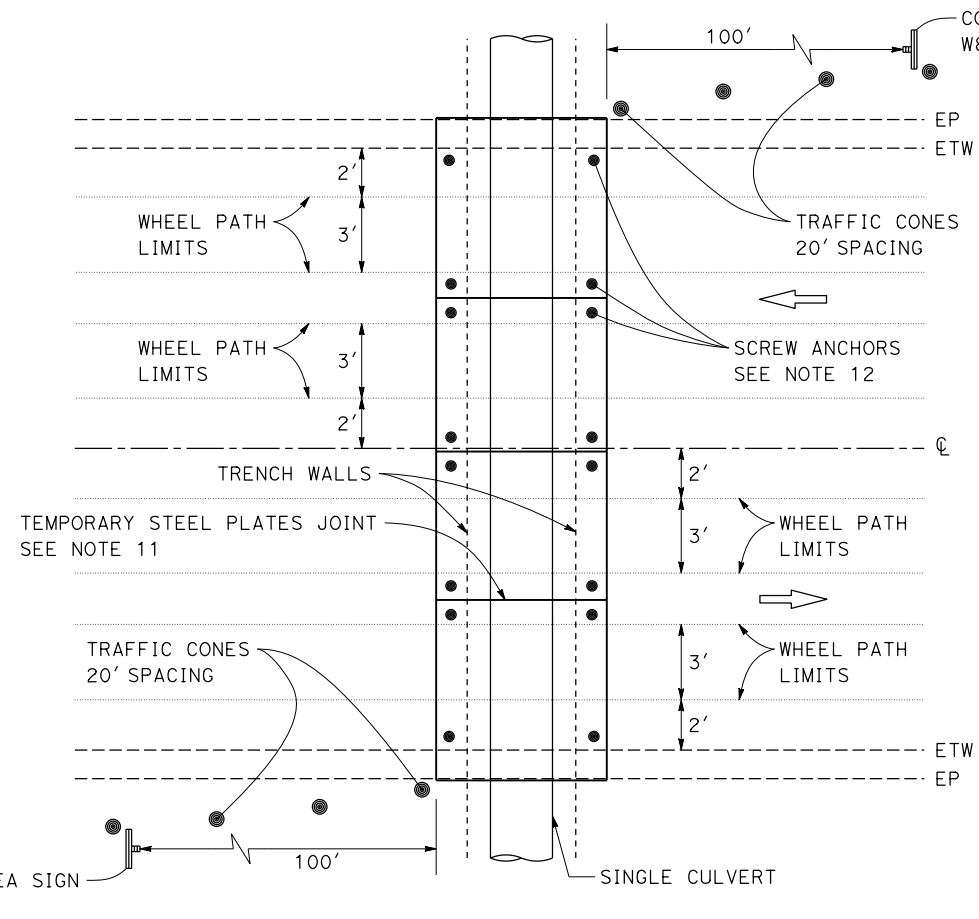 100'
EP
ETW
2'
WHEEL PATH
LIMITS
3'
TRAFFIC CONES
20' SPACING
WHEEL PATH
LIMITS
3'
SCREW ANCHORS
SEE NOTE 12
2'
℄
TRENCH WALLS
2'
TEMPORARY STEEL PLATES JOINT
SEE NOTE 11
3'
WHEEL PATH
LIMITS
TRAFFIC CONES
20' SPACING
3'
WHEEL PATH
LIMITS
2'
ETW
EP
100'
SIGN
SINGLE CULVERT